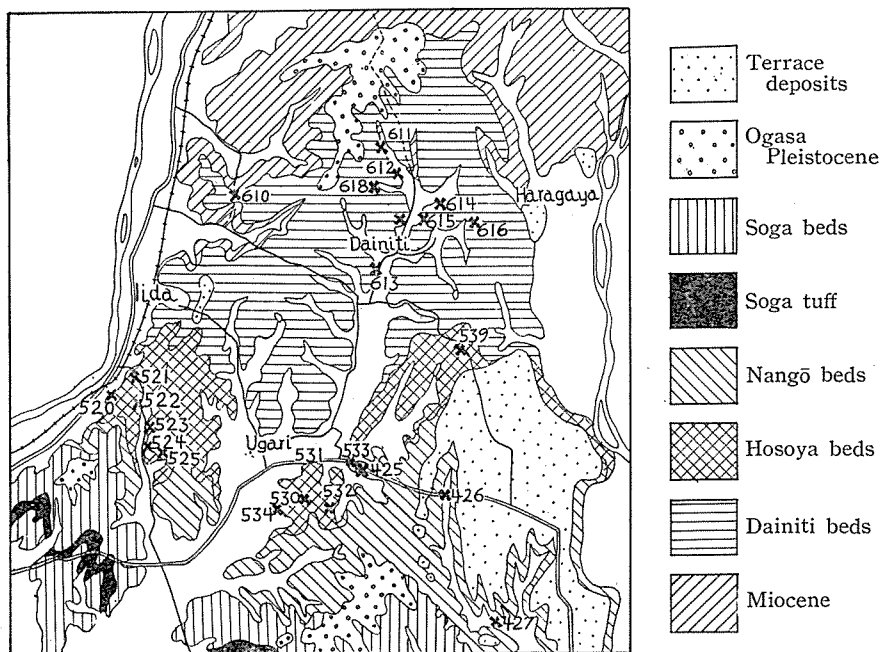 611
612
618
610
614
Haragaya
615
616
Dainiti
613
Iida
539
521
520
522
523
524
525
Ugari
531
533
425
530
532
426
534
427
Terrace
deposits
Ogasa
Pleistocene
Soga beds
Soga tuff
Nangō beds
Hosoya beds
Dainiti beds
Miocene